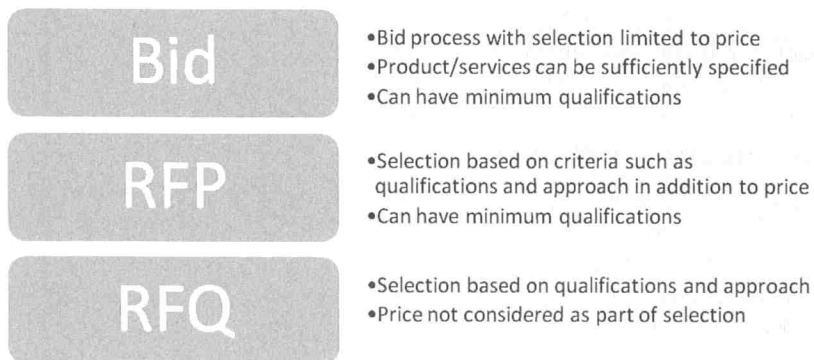 Bid
•Bid process with selection limited to price
•Product/services can be sufficiently specified
•Can have minimum qualifications
RFP
•Selection based on criteria such as
qualifications and approach in addition to price
•Can have minimum qualifications
RFQ
•Selection based on qualifications and approach
•Price not considered as part of selection